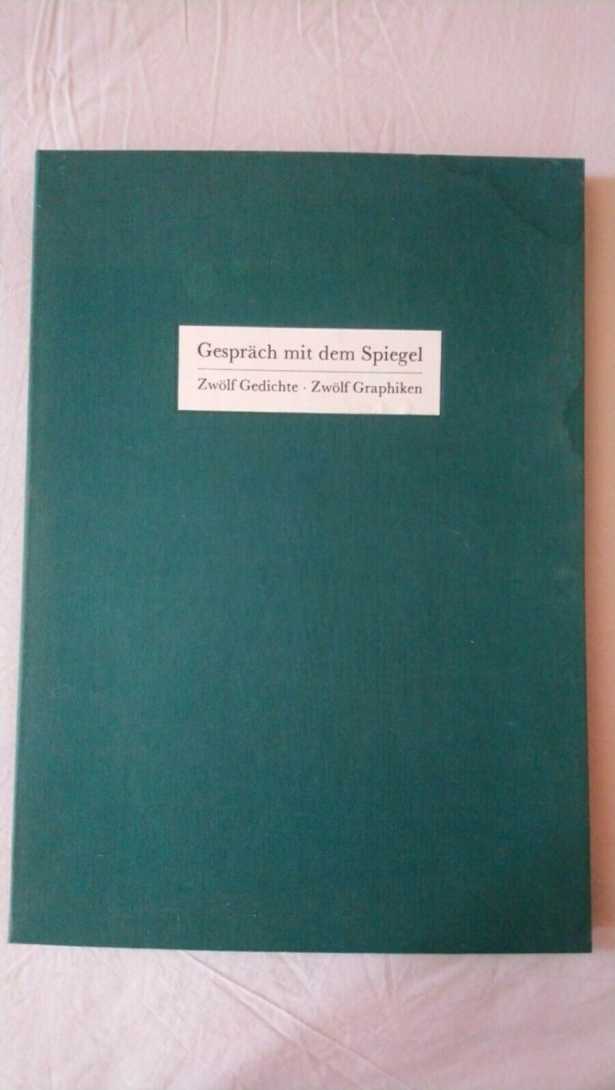 Gespräch mit dem Spiegel
Zwölf Gedichte · Zwölf Graphiken